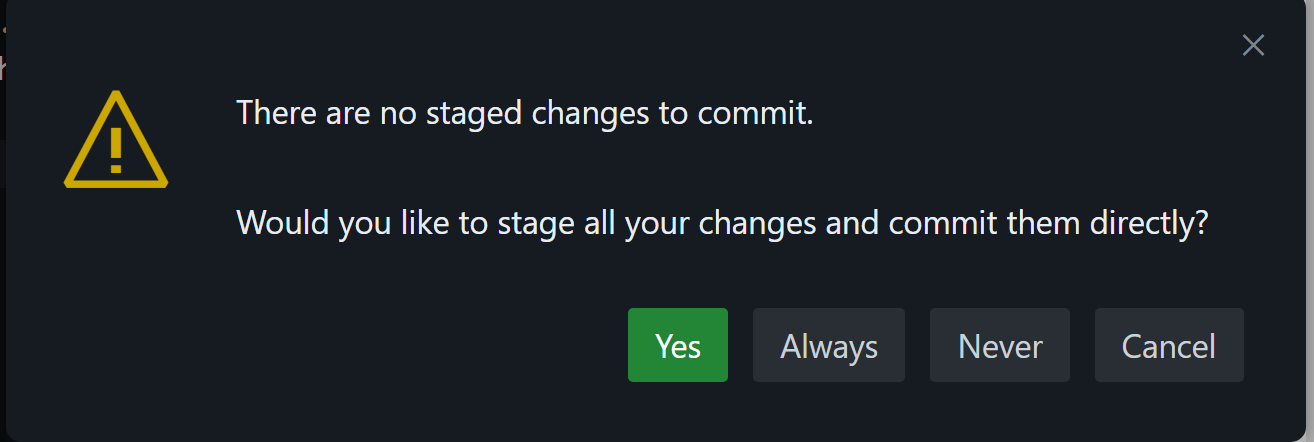 There are no staged changes to commit.
Would you like to stage all your changes and commit them directly?
Yes Always Never Cancel